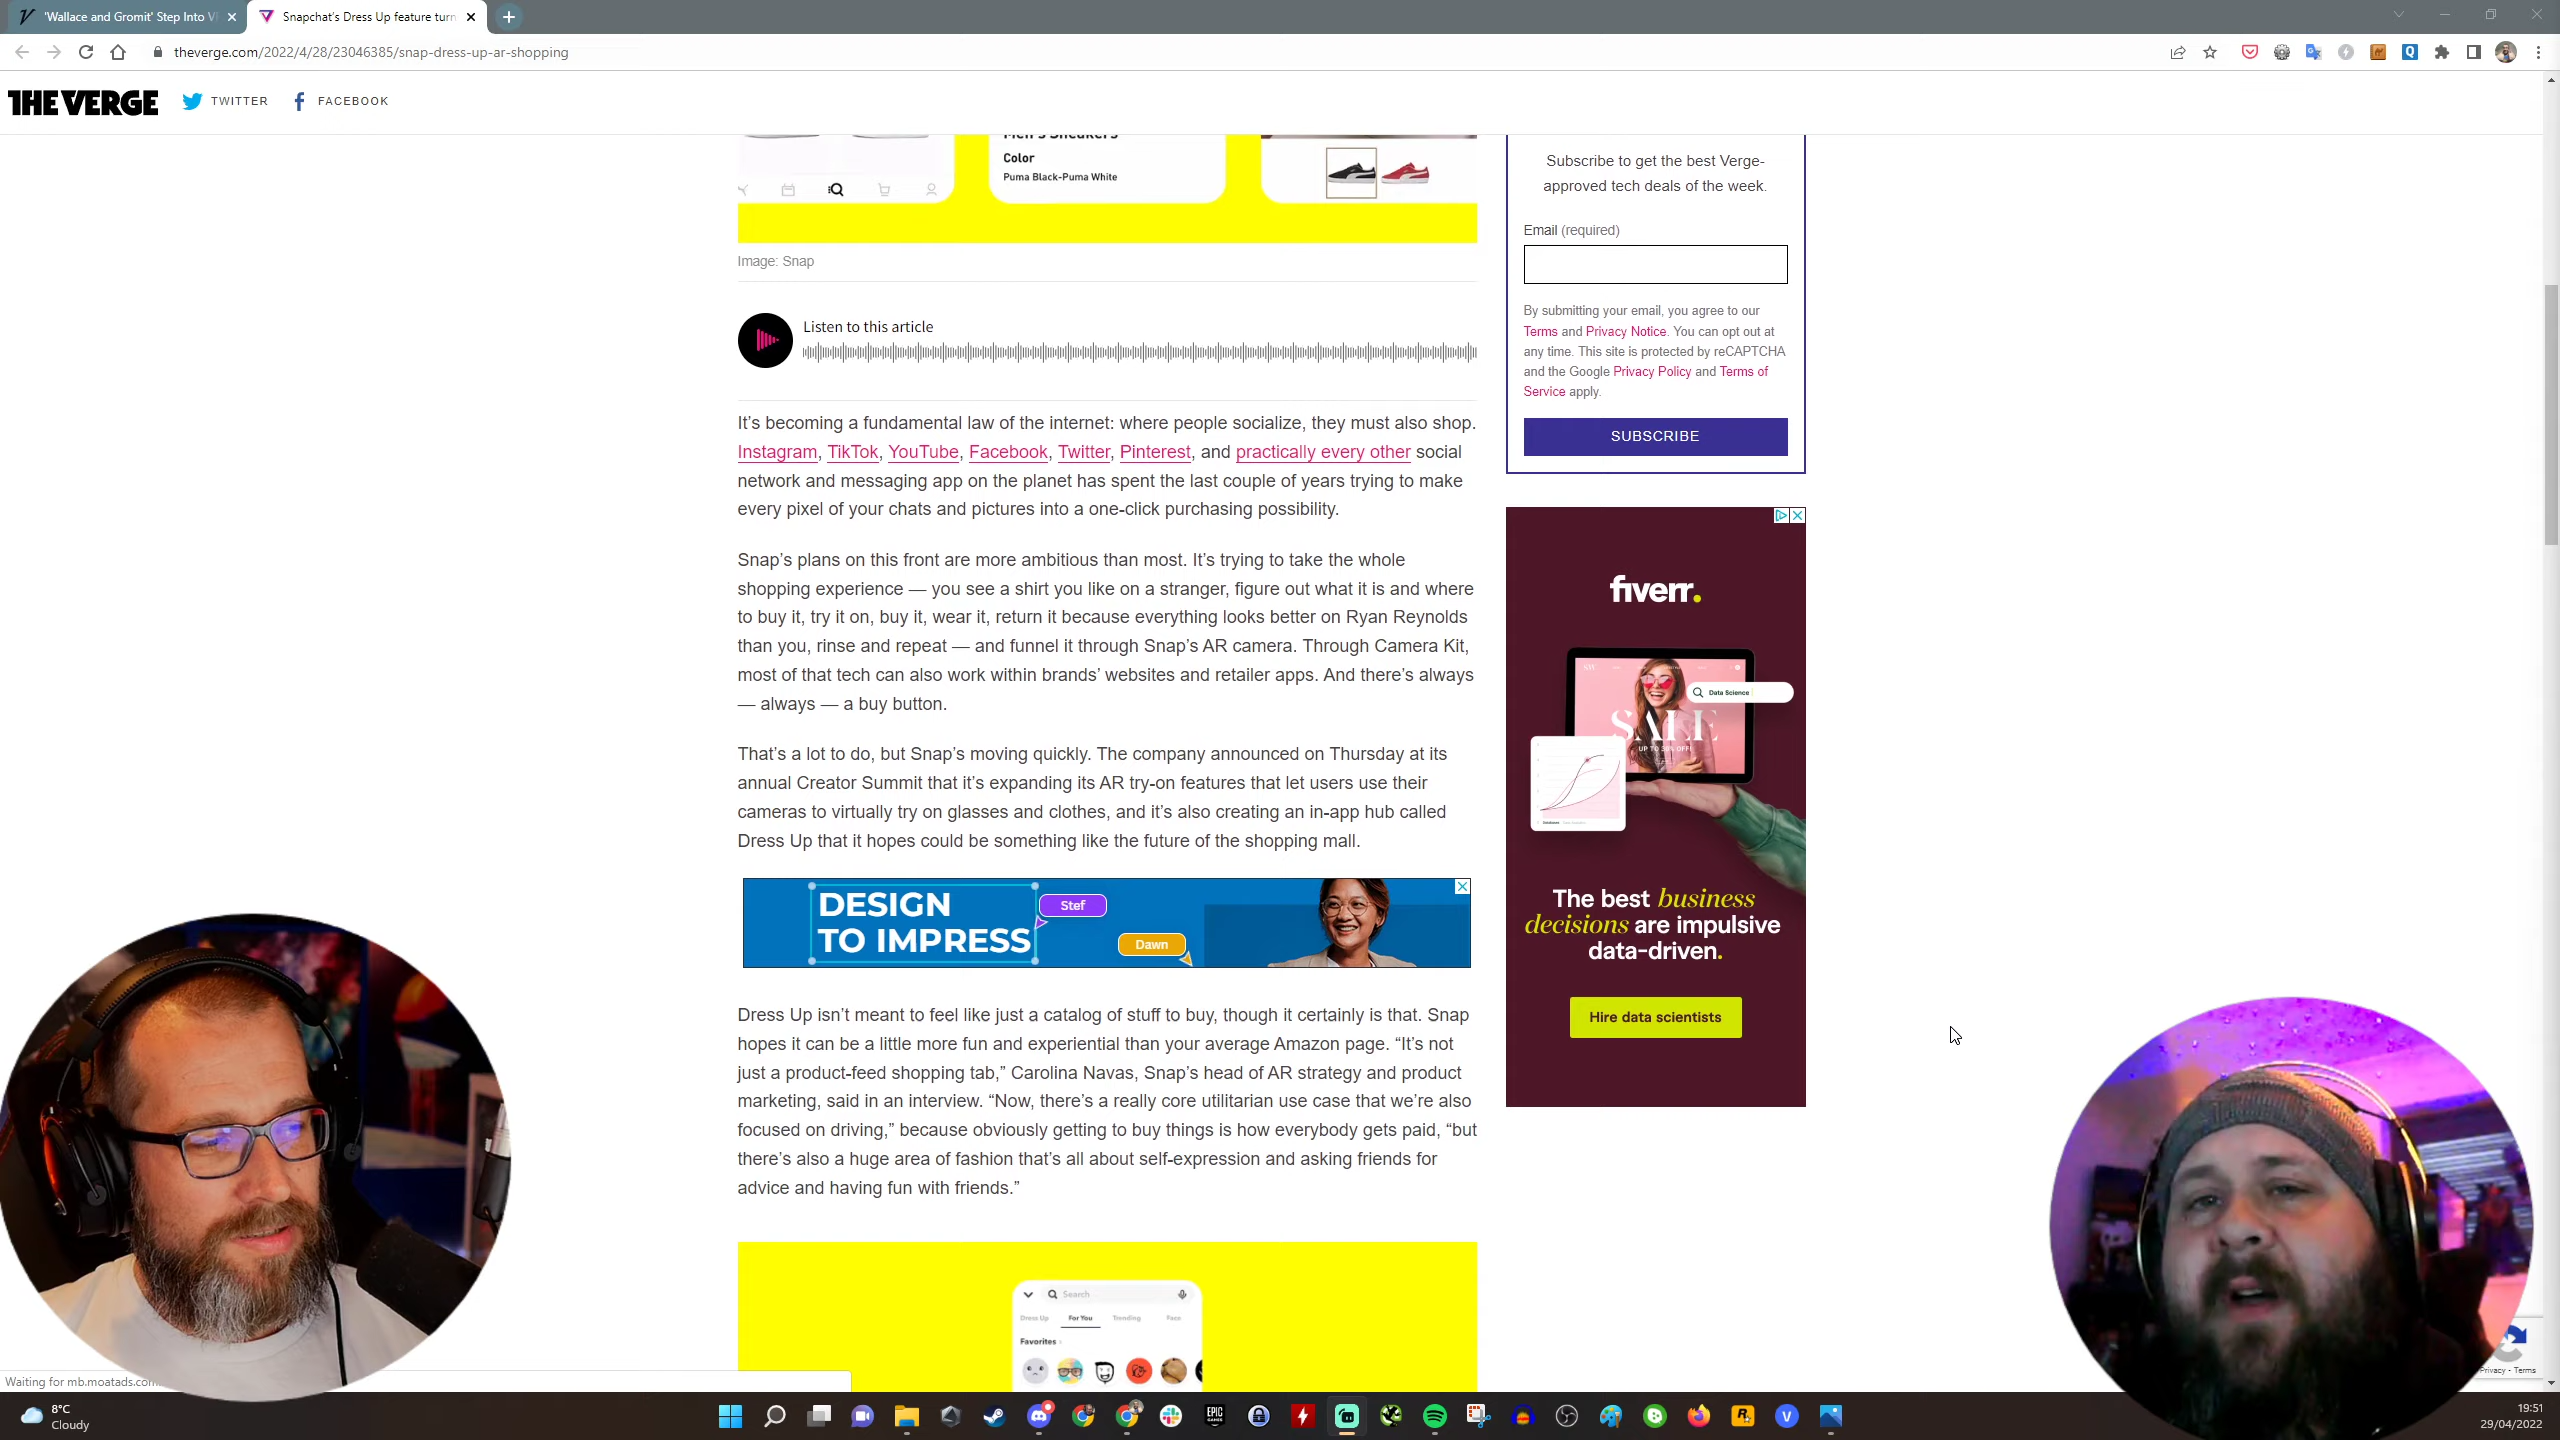 'Wallace and Gromit' Step Into VR
Snapchat's Dress Up feature turn
theverge.com/2022/4/28/23046385/snap-dress-up-ar-shopping
THE VERGE
TWITTER
FACEBOOK
Men's Sneakers
Color
Puma Black-Puma White
Image: Snap
Listen to this article
It's becoming a fundamental law of the internet: where people socialize, they must also shop.
Instagram, TikTok, YouTube, Facebook, Twitter, Pinterest, and practically every other social
network and messaging app on the planet has spent the last couple of years trying to make
every pixel of your chats and pictures into a one-click purchasing possibility.
Snap's plans on this front are more ambitious than most. It's trying to take the whole
shopping experience — you see a shirt you like on a stranger, figure out what it is and where
to buy it, try it on, buy it, wear it, return it because everything looks better on Ryan Reynolds
than you, rinse and repeat — and funnel it through Snap's AR camera. Through Camera Kit,
most of that tech can also work within brands' websites and retailer apps. And there's always
— always — a buy button.
That's a lot to do, but Snap's moving quickly. The company announced on Thursday at its
annual Creator Summit that it's expanding its AR try-on features that let users use their
cameras to virtually try on glasses and clothes, and it's also creating an in-app hub called
Dress Up that it hopes could be something like the future of the shopping mall.
DESIGN
TO IMPRESS
Stef
Dawn
Dress Up isn't meant to feel like just a catalog of stuff to buy, though it certainly is that. Snap
hopes it can be a little more fun and experiential than your average Amazon page. “It's not
just a product-feed shopping tab,” Carolina Navas, Snap's head of AR strategy and product
marketing, said in an interview. “Now, there's a really core utilitarian use case that we're also
focused on driving,” because obviously getting to buy things is how everybody gets paid, “but
there's also a huge area of fashion that's all about self-expression and asking friends for
advice and having fun with friends.”
Search
Dress Up
For You
Trending
Face
Favorites
Subscribe to get the best Verge-
approved tech deals of the week.
Email (required)
By submitting your email, you agree to our
Terms and Privacy Notice. You can opt out at
any time. This site is protected by reCAPTCHA
and the Google Privacy Policy and Terms of
Service apply.
SUBSCRIBE
fiverr.
Data Science
SALE
UP TO 30% OFF!
The best business
decisions are impulsive
data-driven.
Hire data scientists
Privacy - Terms
Waiting for mb.moatads.com
8°C
Cloudy
EPIC
GAMES
19:51
29/04/2022